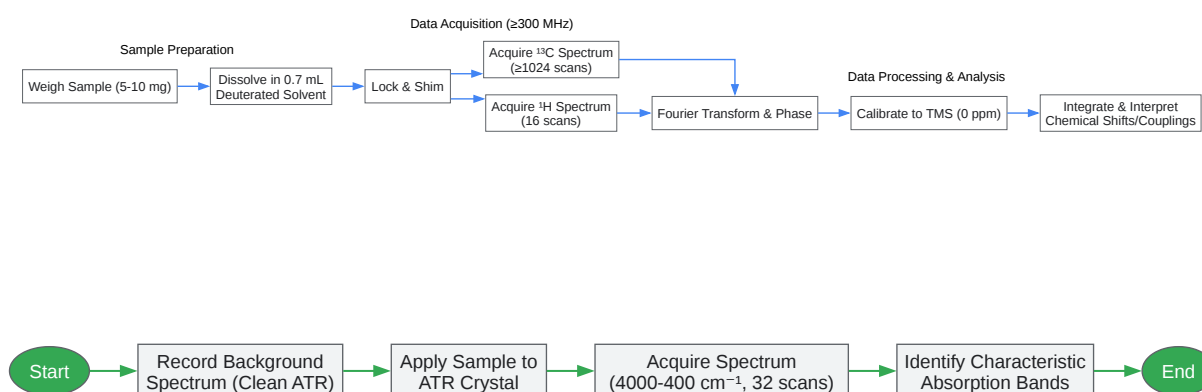 Data Acquisition (≥300 MHz)
Sample Preparation
Acquire ¹³C Spectrum
(≥1024 scans)
Data Processing & Analysis
Weigh Sample (5-10 mg)
Dissolve in 0.7 mL
Deuterated Solvent
Lock & Shim
Acquire ¹H Spectrum
(16 scans)
Fourier Transform & Phase
Calibrate to TMS (0 ppm)
Integrate & Interpret
Chemical Shifts/Couplings
Start
Record Background
Spectrum (Clean ATR)
Apply Sample to
ATR Crystal
Acquire Spectrum
(4000-400 cm⁻¹, 32 scans)
Identify Characteristic
Absorption Bands
End